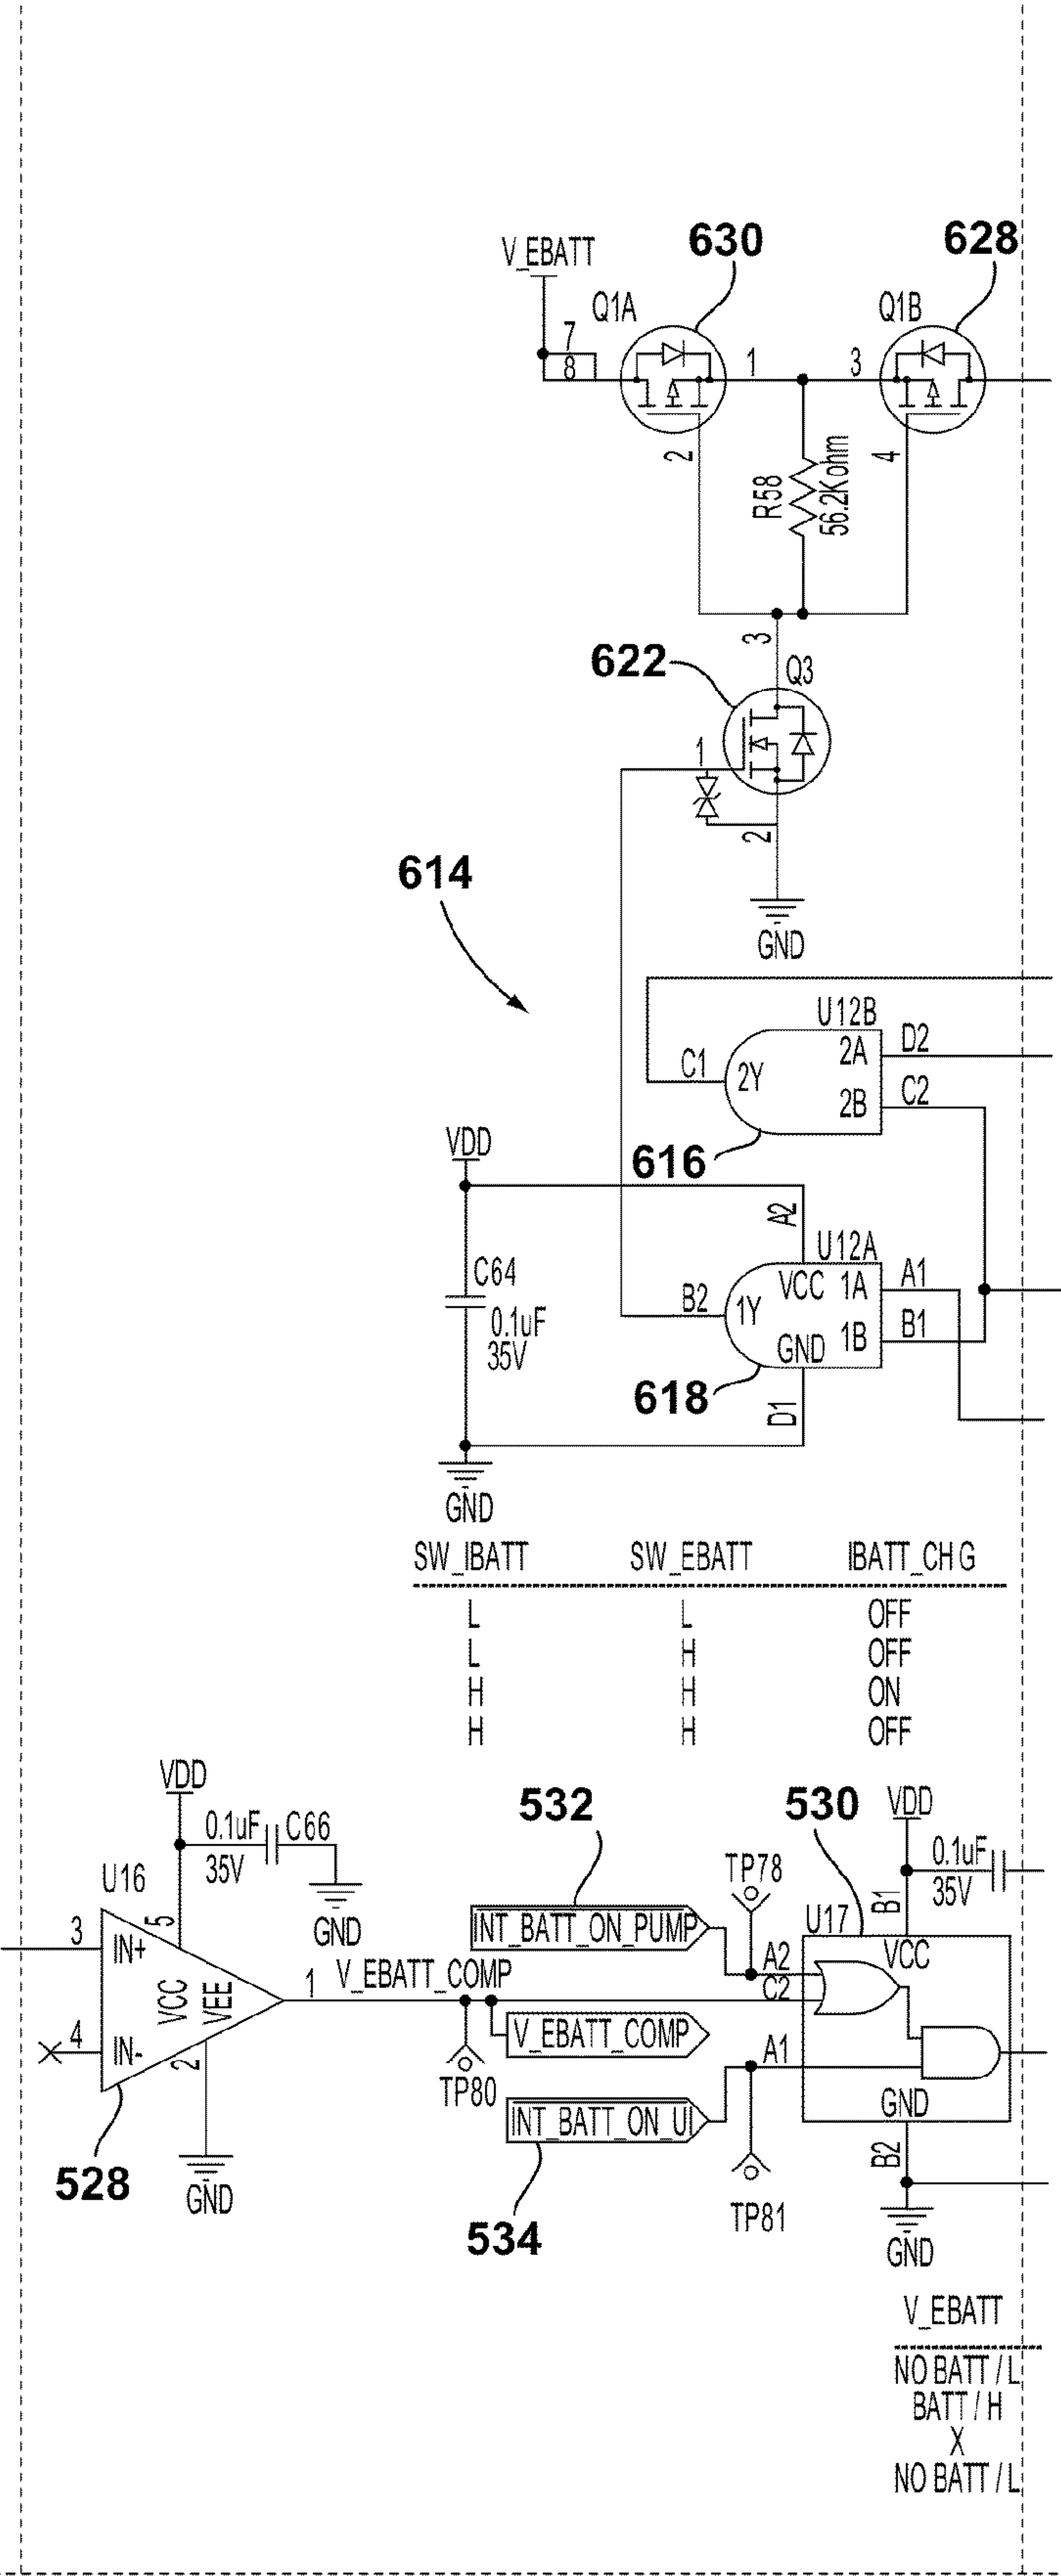 630
628
V_EBATT
Q1A
Q1B
7
8
1
3
2
4
R58
56.2Kohm
3
622
Q3
1
2
614
GND
U12B
2A
D2
C1
2Y
2B
C2
616
VDD
A2
U12A
C64
VCC
1A
A1
B2
1Y
0.1uF
35V
GND
1B
B1
618
D1
GND
SW_IBATT SW_EBATT IBATT_CHG
L L OFF
L H OFF
H H ON
H H OFF
VDD
532
530
VDD
0.1uF
C66
35V
TP78
0.1uF
35V
U16
5
B1
3
IN+
GND
INT_BATT_ON_PUMP
U17
VCC
VCC
VEE
1
V_EBATT_COMP
A2
C2
4
IN-
2
V_EBATT_COMP
A1
TP80
INT_BATT_ON_UI
GND
528
GND
534
TP81
B2
GND
V_EBATT
NO BATT / L
BATT / H
X
NO BATT / L